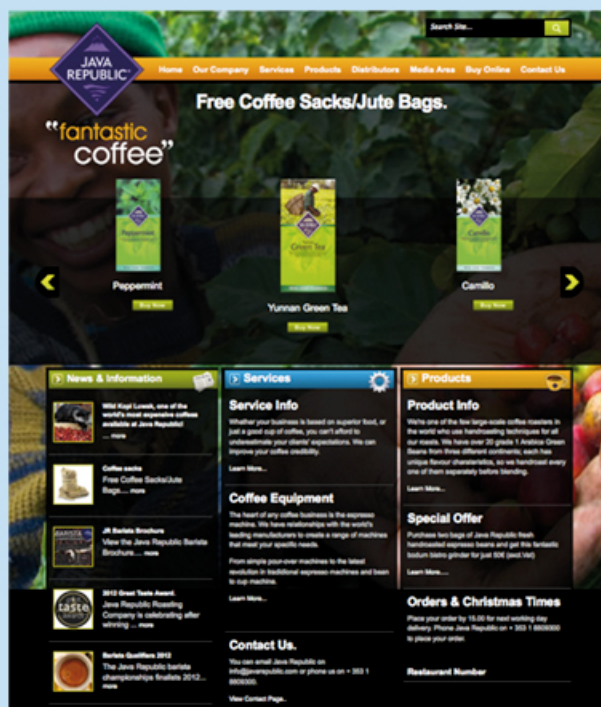 Search Site...
JAVA
REPUBLIC
Home Our Company Services Products Distributors Media Area Buy Online Contact Us
Free Coffee Sacks/Jute Bags.
"fantastic
coffee"
Peppermint
Green Tea
Camillo
Peppermint
Yunnan Green Tea
Camillo
Buy Now
Buy Now
Buy Now
News & Information
Wild Kopi Luwak, one of the
world's most expensive coffees
available at Java Republic!
... more
Coffee sacks
Free Coffee Sacks/Jute
Bags.... more
BARISTA
JR Barista Brochure
View the Java Republic Barista
Brochure.... more
taste
2012 Great Taste Award.
Java Republic Roasting
Company is celebrating after
winning ... more
Barista Qualifiers 2012
The Java Republic barista
championships finalists 2012...
more
Services
Service Info
Whether your business is based on superior food, or
just a good cup of coffee, you can't afford to
underestimate your clients' expectations. We can
improve your coffee credibility.
Learn More...
Coffee Equipment
The heart of any coffee business is the espresso
machine. We have relationships with the world's
leading manufacturers to create a range of machines
that meet your specific needs.
From simple pour-over machines to the latest
revolution in traditional espresso machines and bean
to cup machine.
Learn More...
Contact Us.
You can email Java Republic on
info@javarepublic.com or phone us on + 353 1
8809300.
View Contact Page..
Products
Product Info
We're one of the few large-scale coffee roasters in
the world who use handroasting techniques for all
our roasts. We have over 20 grade 1 Arabica Green
Beans from three different continents; each has
unique flavour charateristics, so we handroast every
one of them separately before blending.
Learn More...
Special Offer
Purchase two bags of Java Republic fresh
handroasted espresso beans and get this fantastic
bodum bistro grinder for just 50€ (excl.Vat)
Learn More....
Orders & Christmas Times
Place your order by 15.00 for next working day
delivery. Phone Java Republic on + 353 1 8809300
to place your order.
Restaurant Number